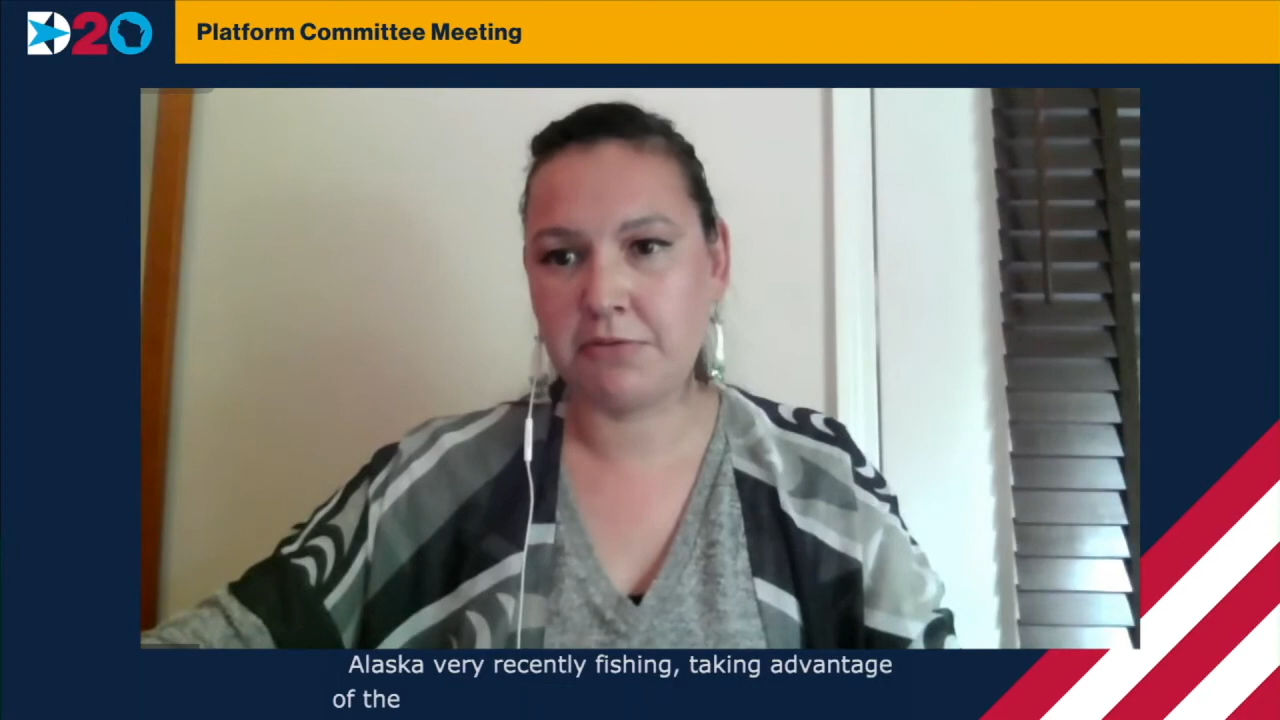 D20
Platform Committee Meeting
Alaska very recently fishing, taking advantage
of the